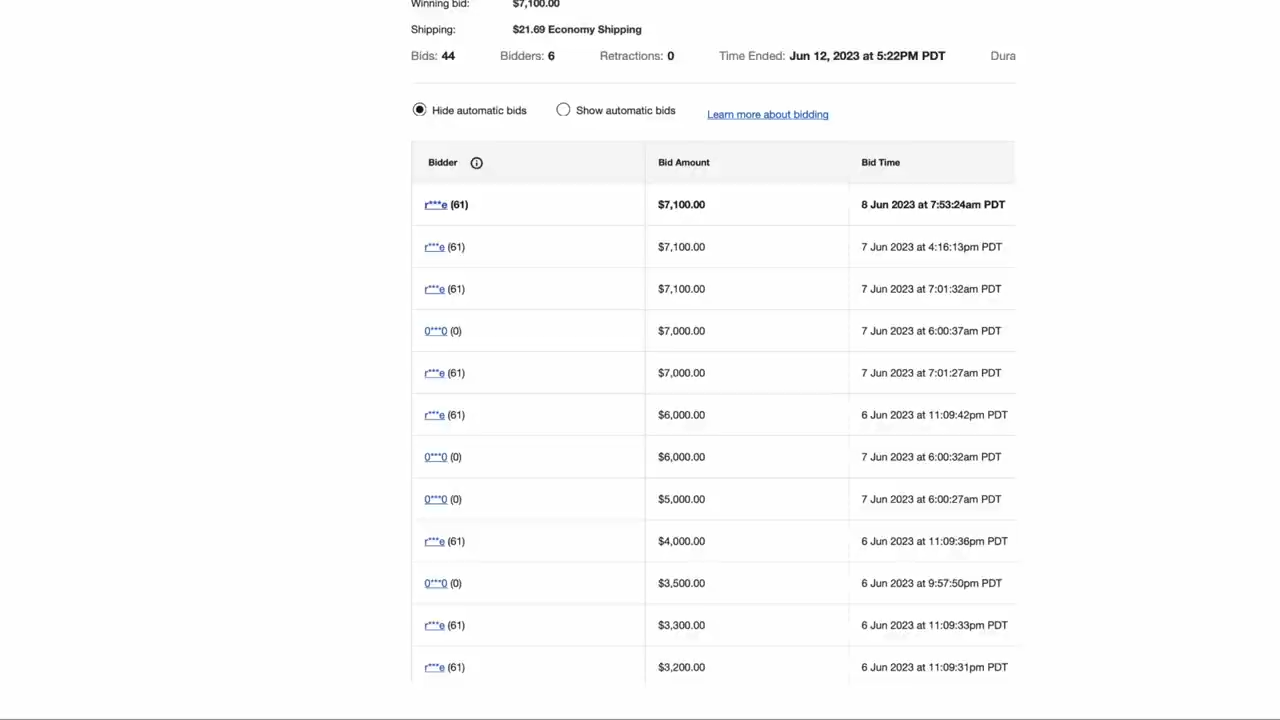 Winning bid: $7,100.00
Shipping: $21.69 Economy Shipping
Bids: 44 Bidders: 6 Retractions: 0 Time Ended: Jun 12, 2023 at 5:22PM PDT Dura
Hide automatic bids Show automatic bids Learn more about bidding
Bidder Bid Amount Bid Time
r***e (61) $7,100.00 8 Jun 2023 at 7:53:24am PDT
r***e (61) $7,100.00 7 Jun 2023 at 4:16:13pm PDT
r***e (61) $7,100.00 7 Jun 2023 at 7:01:32am PDT
0***0 (0) $7,000.00 7 Jun 2023 at 6:00:37am PDT
r***e (61) $7,000.00 7 Jun 2023 at 7:01:27am PDT
r***e (61) $6,000.00 6 Jun 2023 at 11:09:42pm PDT
0***0 (0) $6,000.00 7 Jun 2023 at 6:00:32am PDT
0***0 (0) $5,000.00 7 Jun 2023 at 6:00:27am PDT
r***e (61) $4,000.00 6 Jun 2023 at 11:09:36pm PDT
0***0 (0) $3,500.00 6 Jun 2023 at 9:57:50pm PDT
r***e (61) $3,300.00 6 Jun 2023 at 11:09:33pm PDT
r***e (61) $3,200.00 6 Jun 2023 at 11:09:31pm PDT